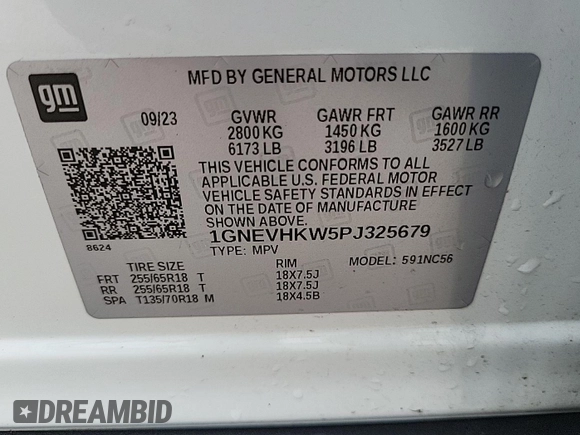 gm
MFD BY GENERAL MOTORS LLC
09/23 GVWR GAWR FRT GAWR RR
2800 KG 1450 KG 1600 KG
6173 LB 3196 LB 3527 LB
THIS VEHICLE CONFORMS TO ALL
APPLICABLE U.S. FEDERAL MOTOR
VEHICLE SAFETY STANDARDS IN EFFECT
ON THE DATE OF MANUFACTURE
SHOWN ABOVE.
8624
1GNEVHKW5PJ325679
TYPE: MPV MODEL: 591NC56
TIRE SIZE RIM
FRT 255/65R18 T 18X7.5J
RR 255/65R18 T 18X7.5J
SPA T135/70R18 M 18X4.5B
DREAMBID